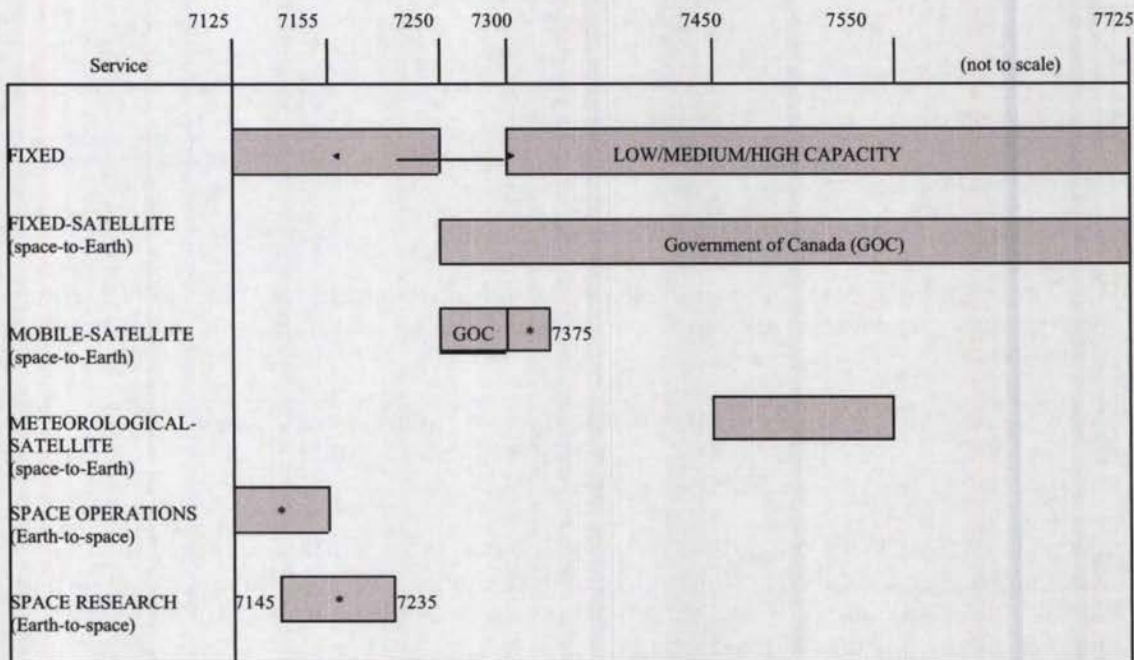 7125 7155 7250 7300 7450 7550 7725
Service (not to scale)
FIXED LOW/MEDIUM/HIGH CAPACITY
FIXED-SATELLITE
(space-to-Earth)
Government of Canada (GOC)
MOBILE-SATELLITE
(space-to-Earth)
GOC * 7375
METEOROLOGICAL-
SATELLITE
(space-to-Earth)
SPACE OPERATIONS
(Earth-to-space)
*
SPACE RESEARCH
(Earth-to-space)
7145 * 7235